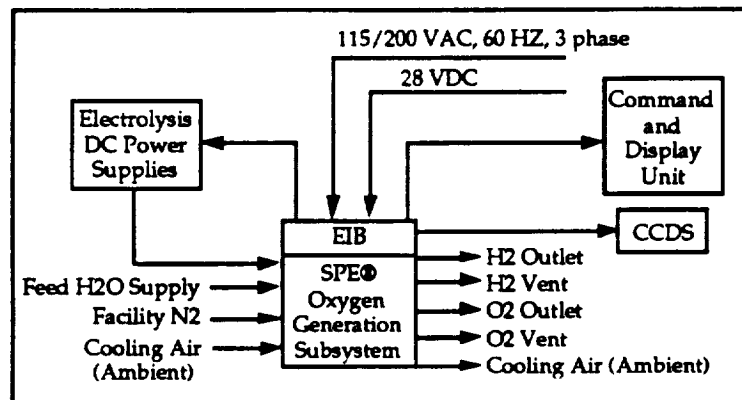 115/200 VAC, 60 HZ, 3 phase
28 VDC
Electrolysis
DC Power
Supplies
Command
and
Display
Unit
EIB
CCDS
SPE®
Oxygen
Generation
Subsystem
Feed H2O Supply
Facility N2
Cooling Air
(Ambient)
H2 Outlet
H2 Vent
O2 Outlet
O2 Vent
Cooling Air (Ambient)